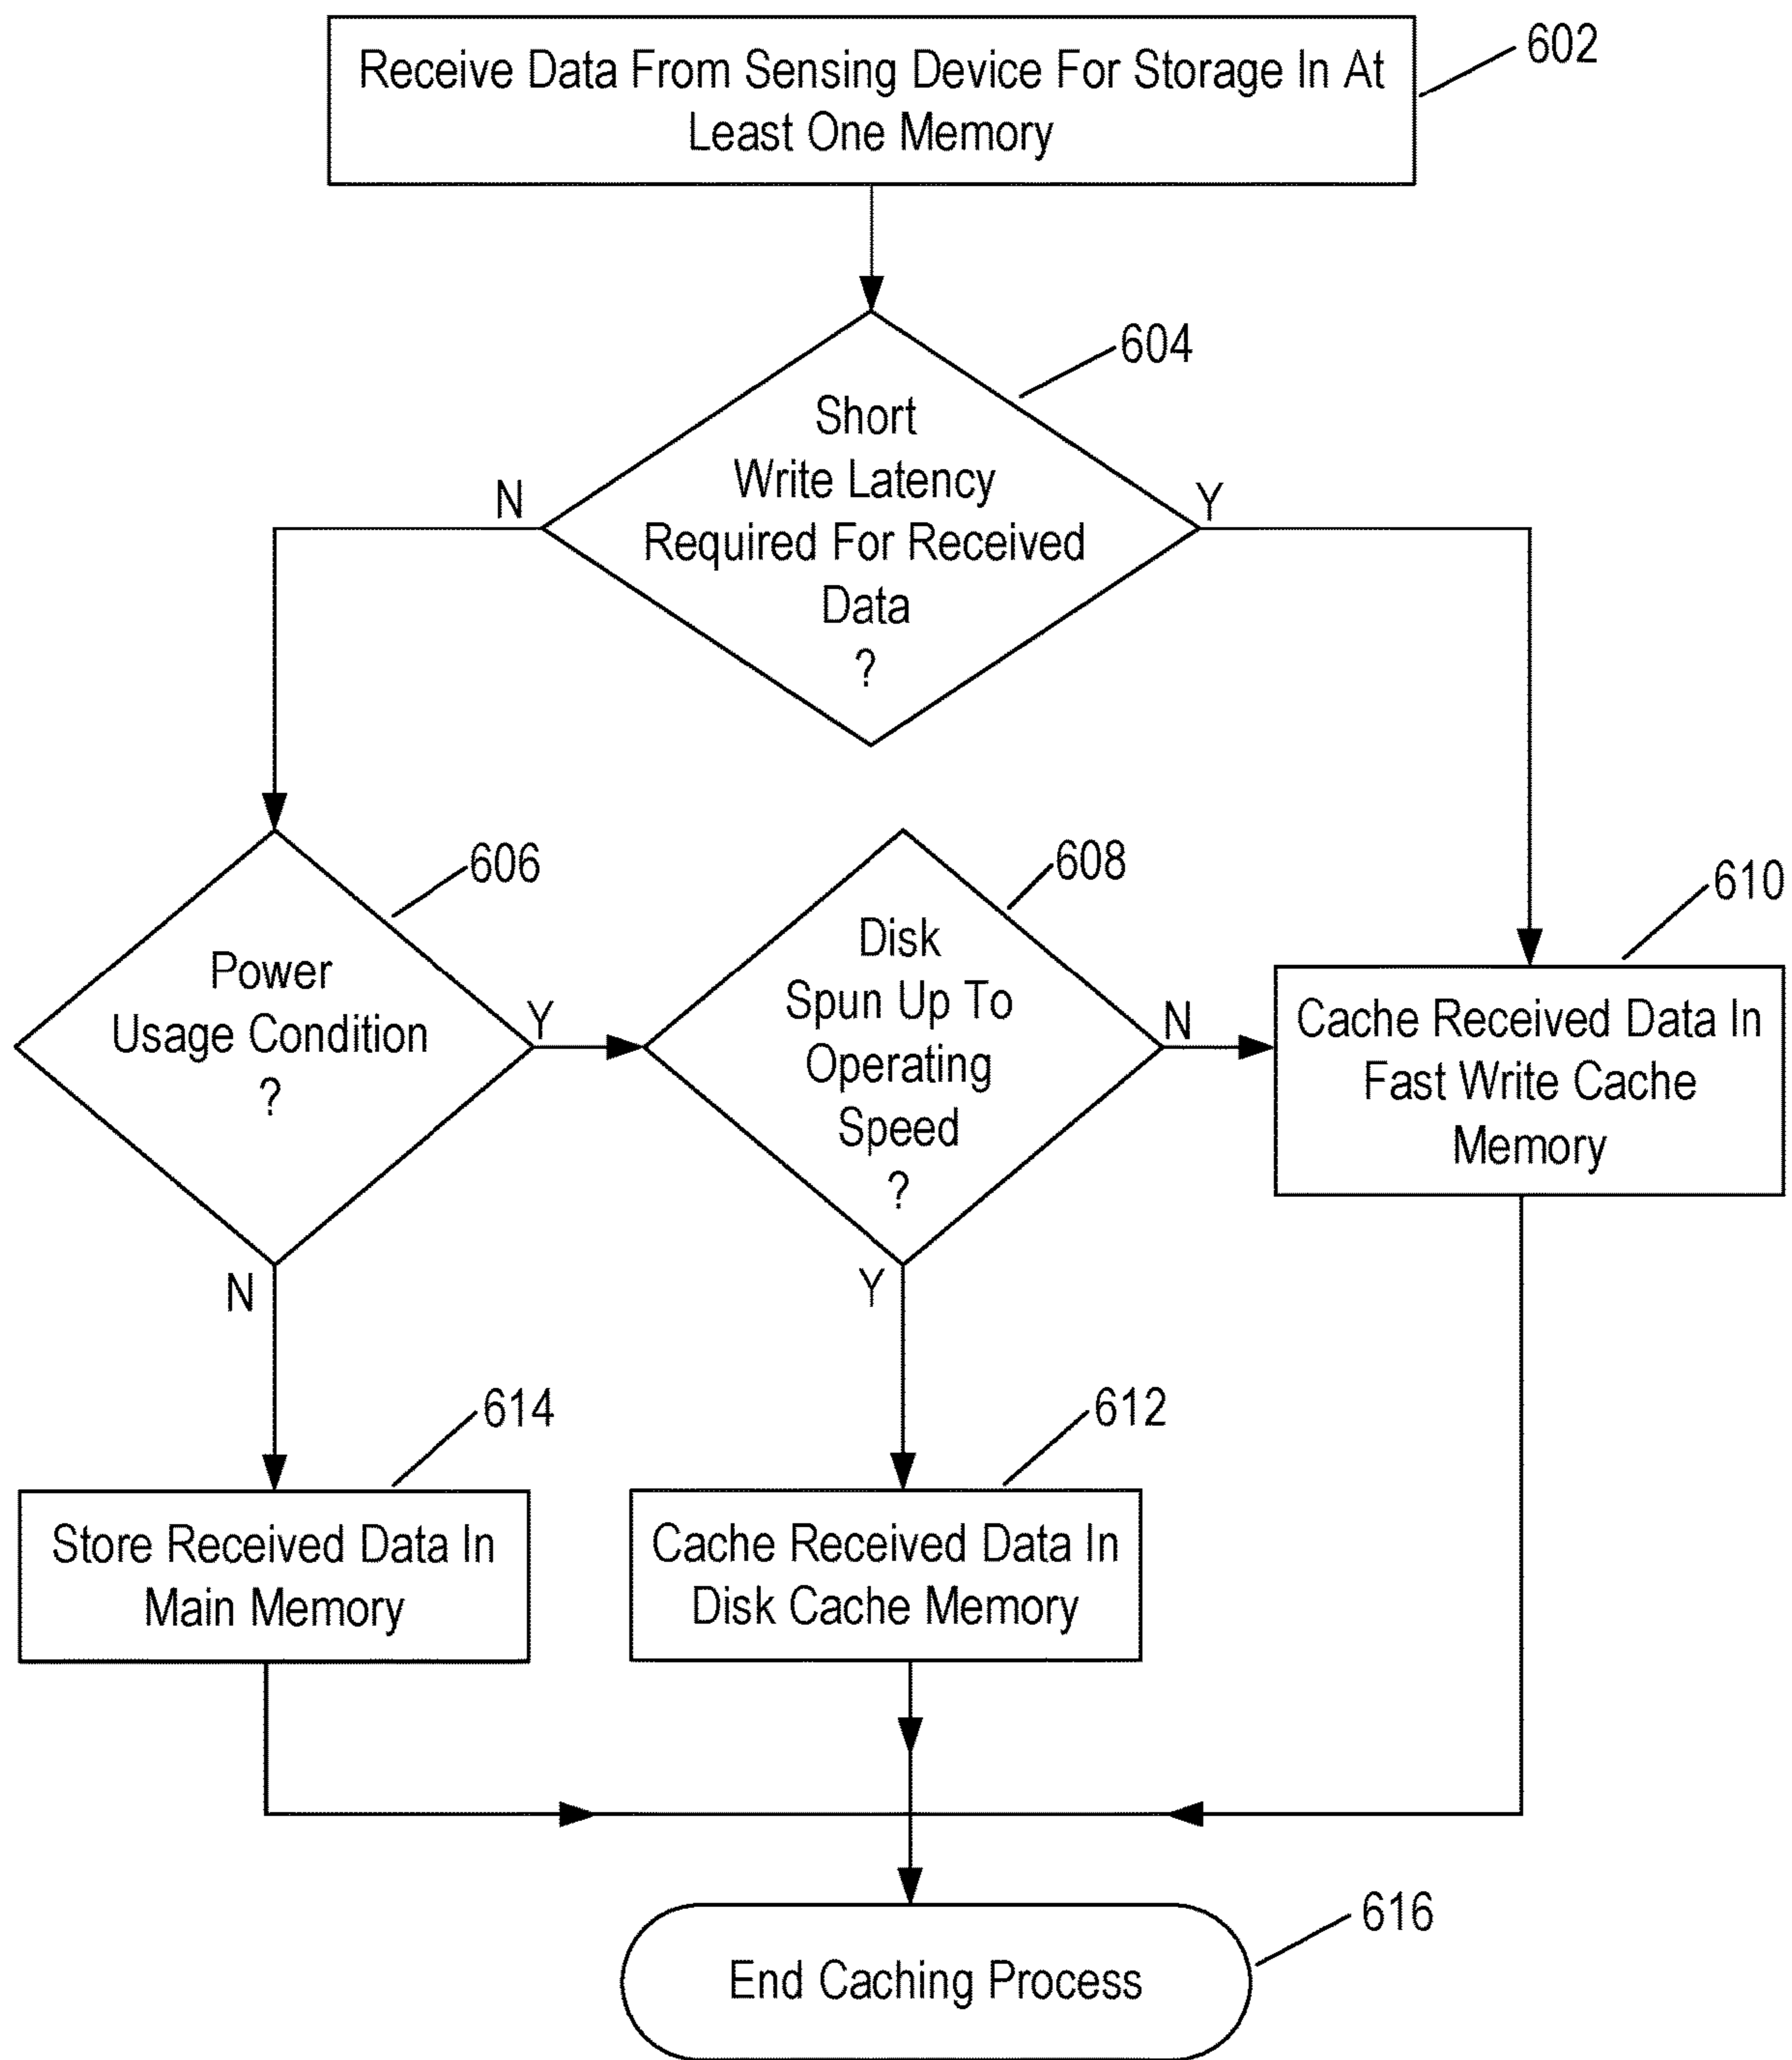 Receive Data From Sensing Device For Storage In At
Least One Memory
602
604
Short
Write Latency
Required For Received
Data
?
N
Y
606
Power
Usage Condition
?
Y
N
608
Disk
Spun Up To
Operating
Speed
?
N
Y
610
Cache Received Data In
Fast Write Cache
Memory
614
Store Received Data In
Main Memory
612
Cache Received Data In
Disk Cache Memory
616
End Caching Process